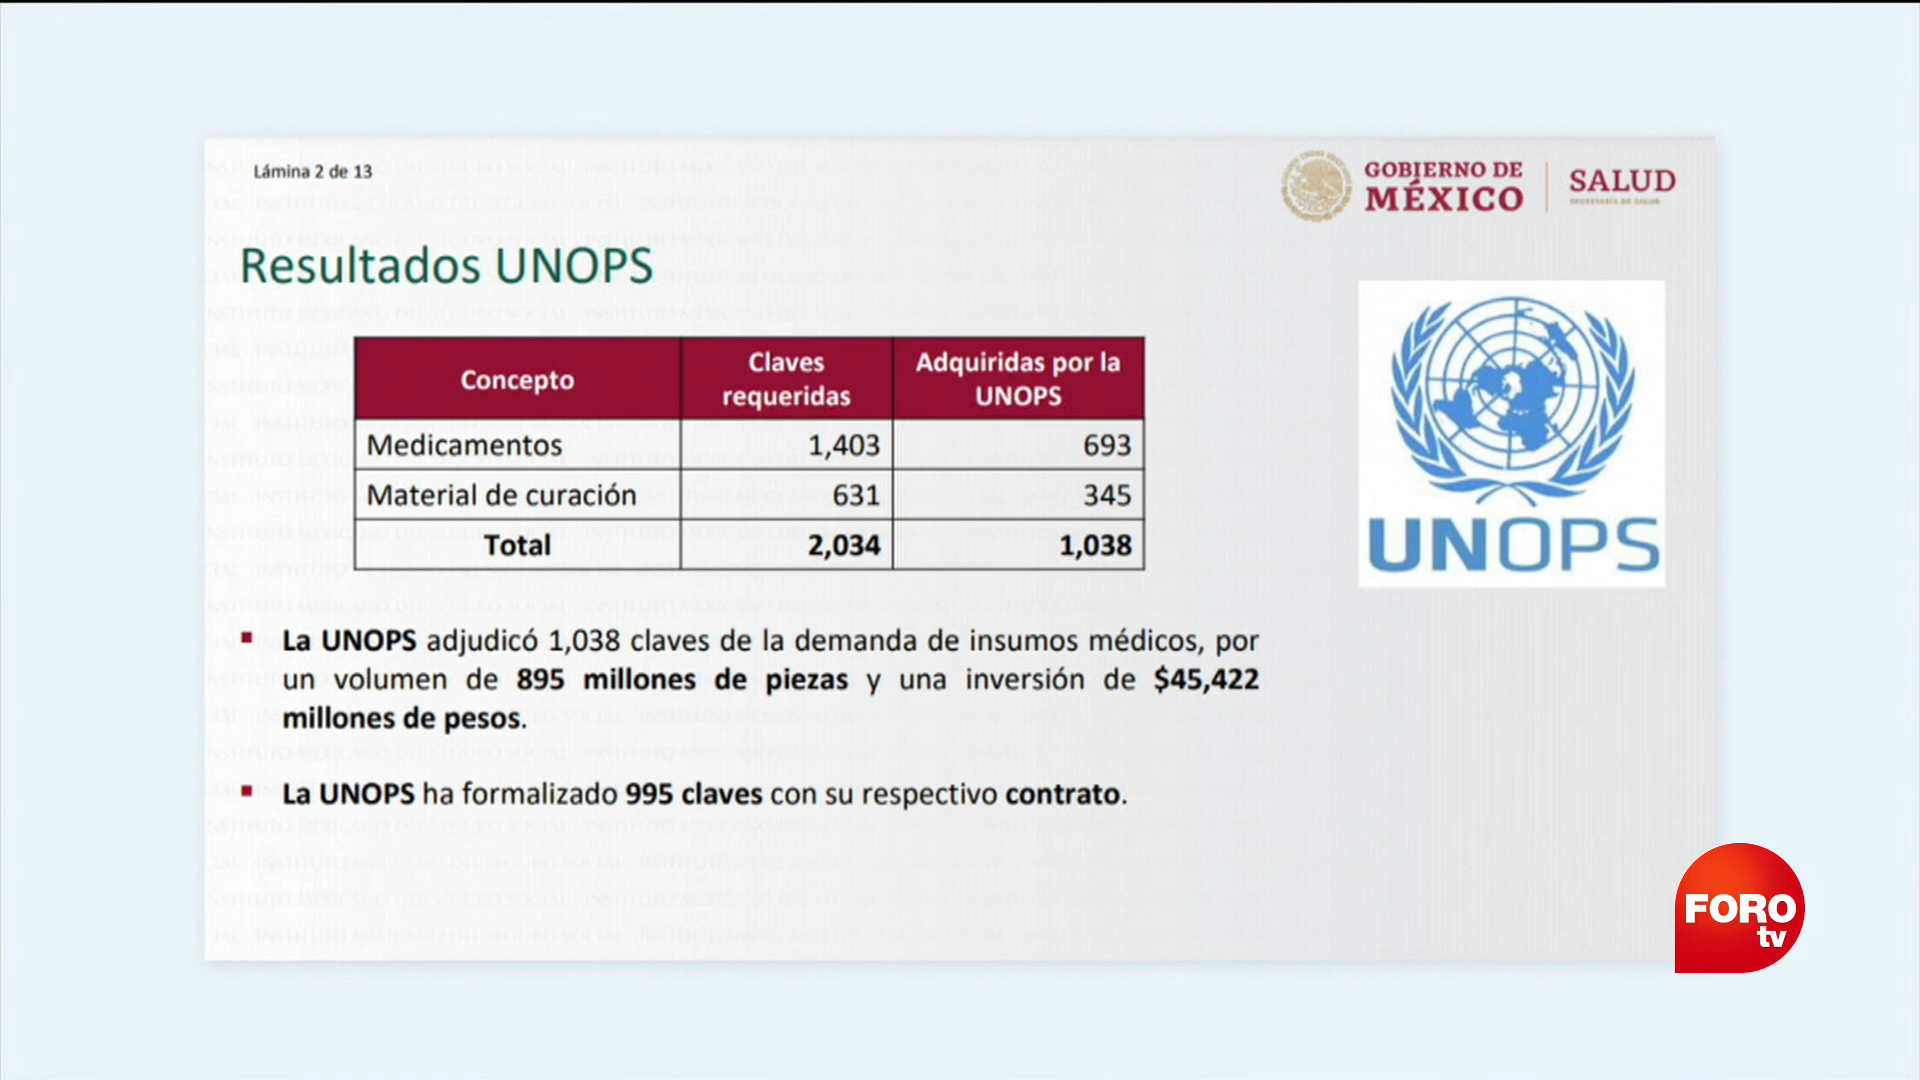 Lámina 2 de 13
GOBIERNO DE
MÉXICO
SALUD
SECRETARÍA DE SALUD
Resultados UNOPS
Concepto
Claves
requeridas
Adquiridas por la
UNOPS
Medicamentos 1,403 693
Material de curación 631 345
Total 2,034 1,038
UNOPS
▪ La UNOPS adjudicó 1,038 claves de la demanda de insumos médicos, por
un volumen de 895 millones de piezas y una inversión de $45,422
millones de pesos.
▪ La UNOPS ha formalizado 995 claves con su respectivo contrato.
FORO
tv